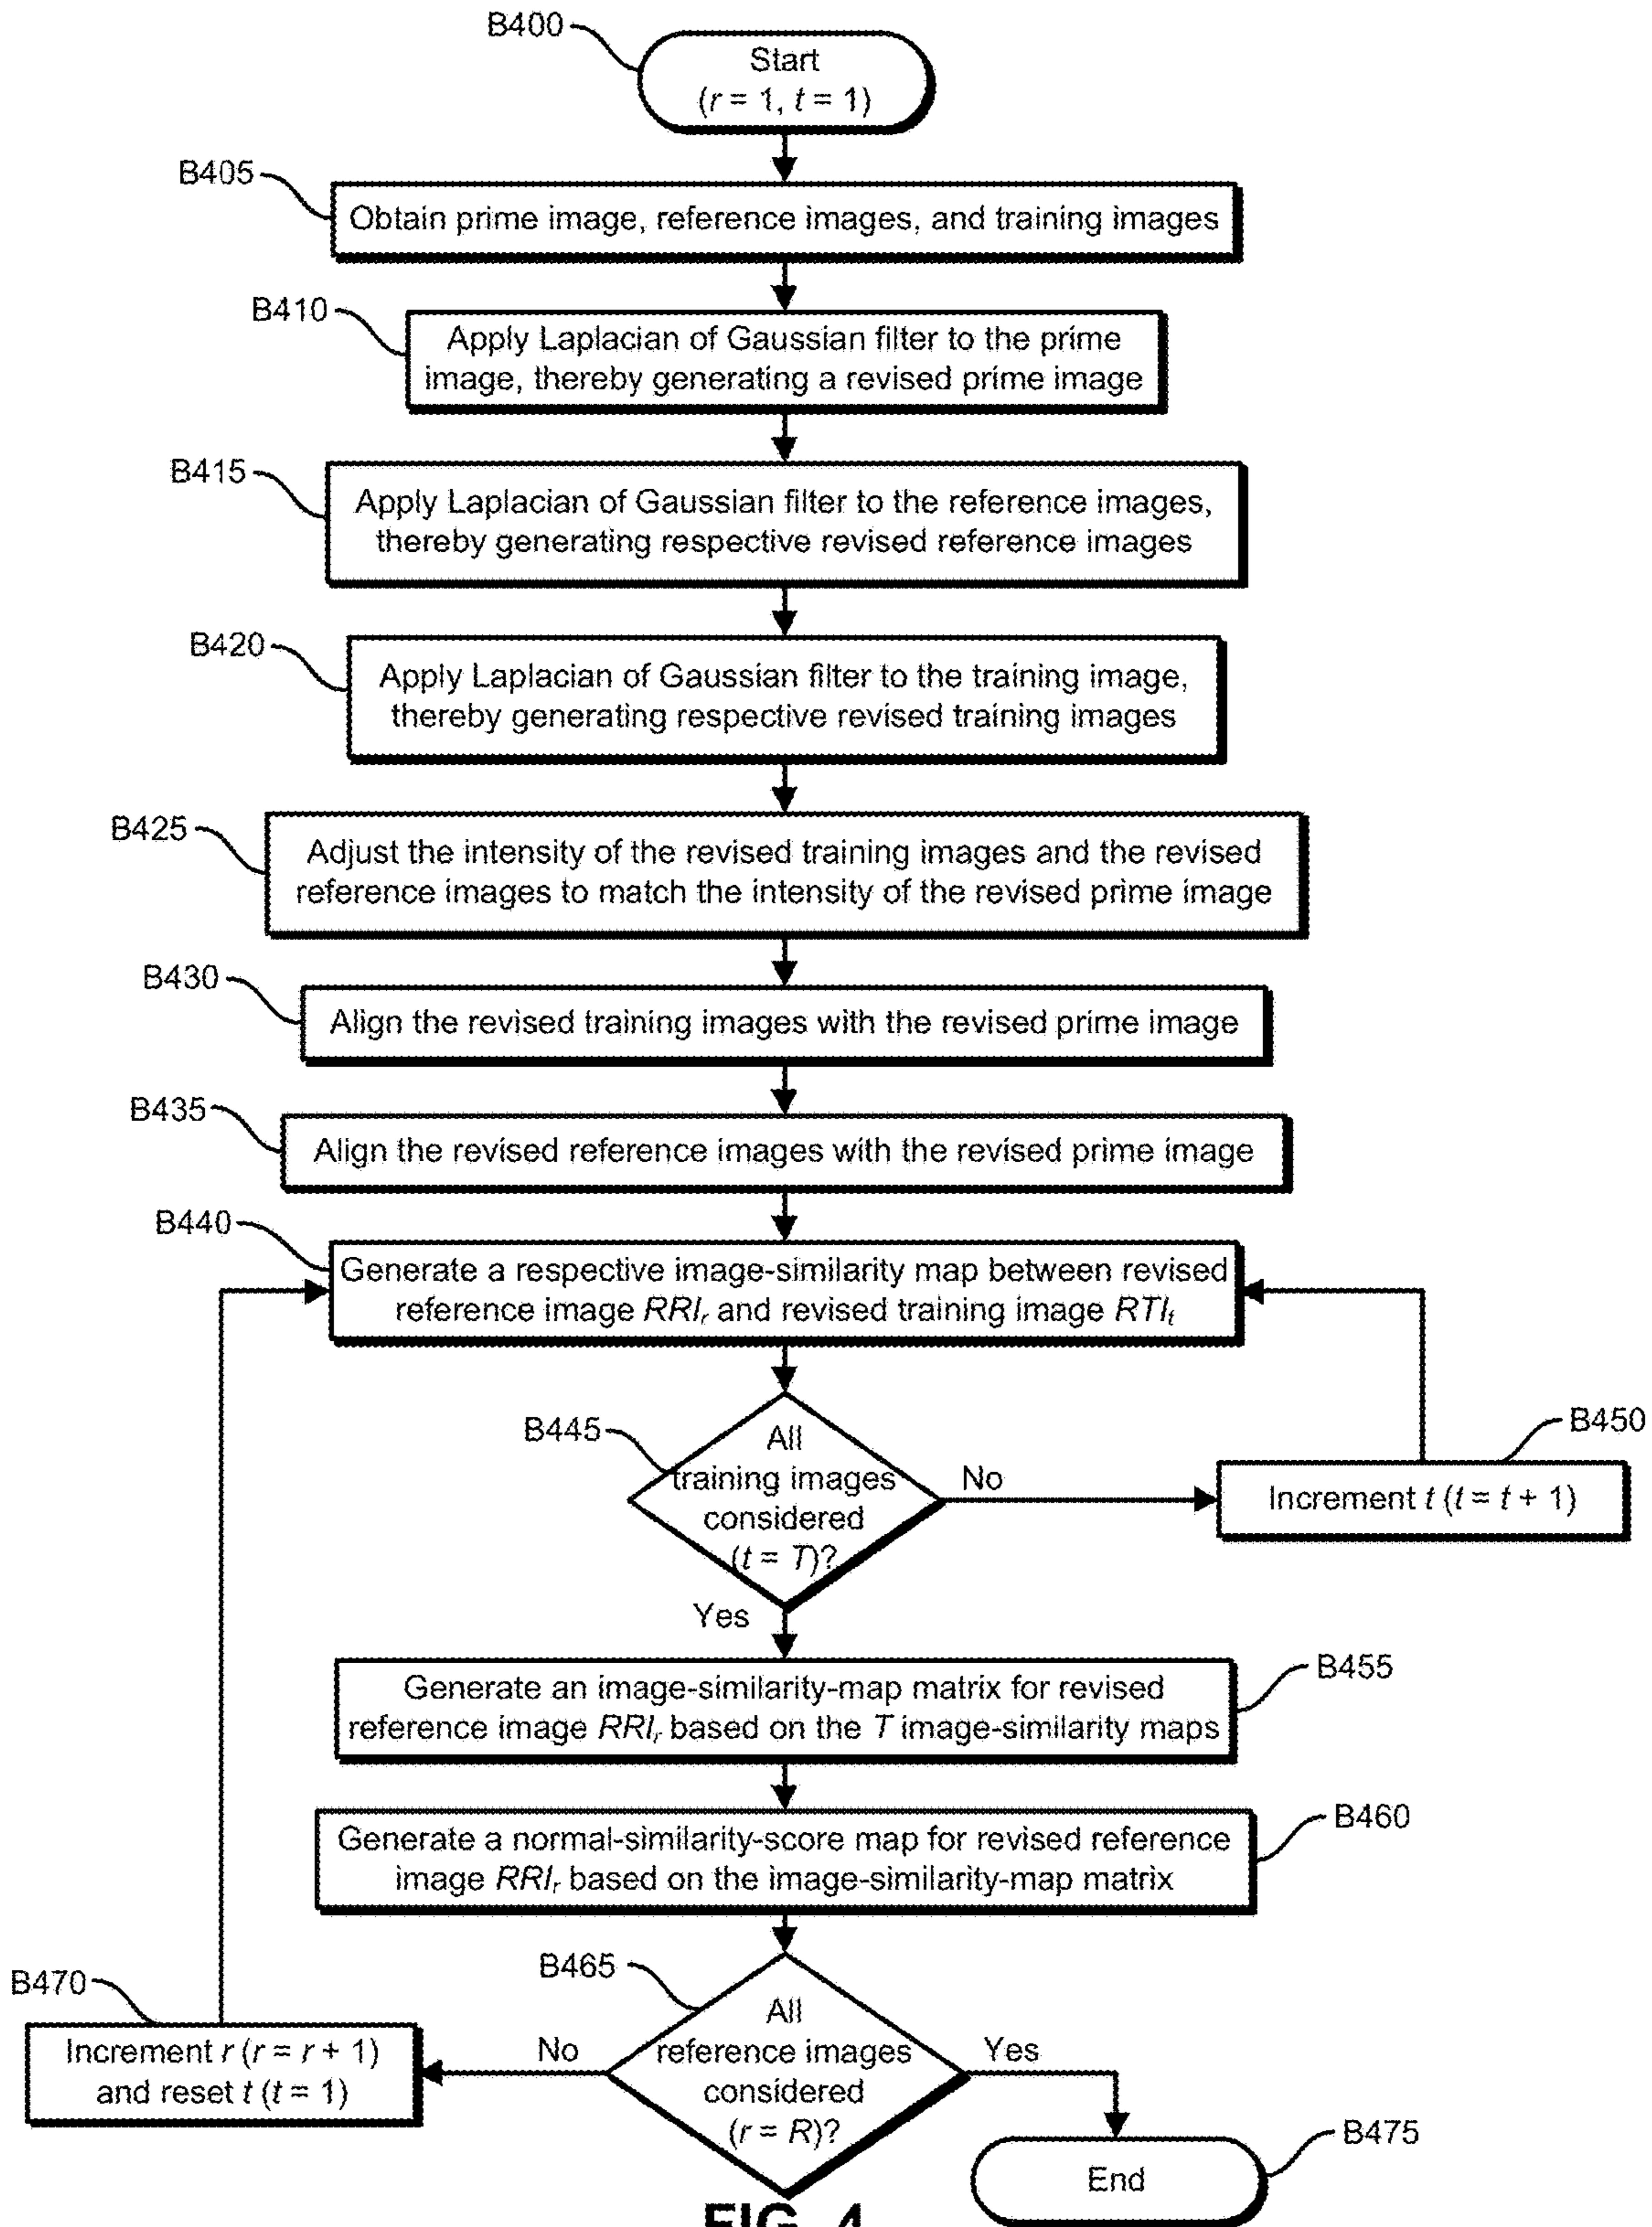 B400
Start
(r = 1, t = 1)
B405
Obtain prime image, reference images, and training images
B410
Apply Laplacian of Gaussian filter to the prime
image, thereby generating a revised prime image
B415
Apply Laplacian of Gaussian filter to the reference images,
thereby generating respective revised reference images
B420
Apply Laplacian of Gaussian filter to the training image,
thereby generating respective revised training images
B425
Adjust the intensity of the revised training images and the revised
reference images to match the intensity of the revised prime image
B430
Align the revised training images with the revised prime image
B435
Align the revised reference images with the revised prime image
B440
Generate a respective image-similarity map between revised
reference image RRIr and revised training image RTIt
B445
All
training images
considered
(t = T)?
No
B450
Increment t (t = t + 1)
Yes
B455
Generate an image-similarity-map matrix for revised
reference image RRIr based on the T image-similarity maps
B460
Generate a normal-similarity-score map for revised reference
image RRIr based on the image-similarity-map matrix
B465
All
reference images
considered
(r = R)?
No
B470
Increment r (r = r + 1)
and reset t (t = 1)
Yes
B475
End
FIG. 4